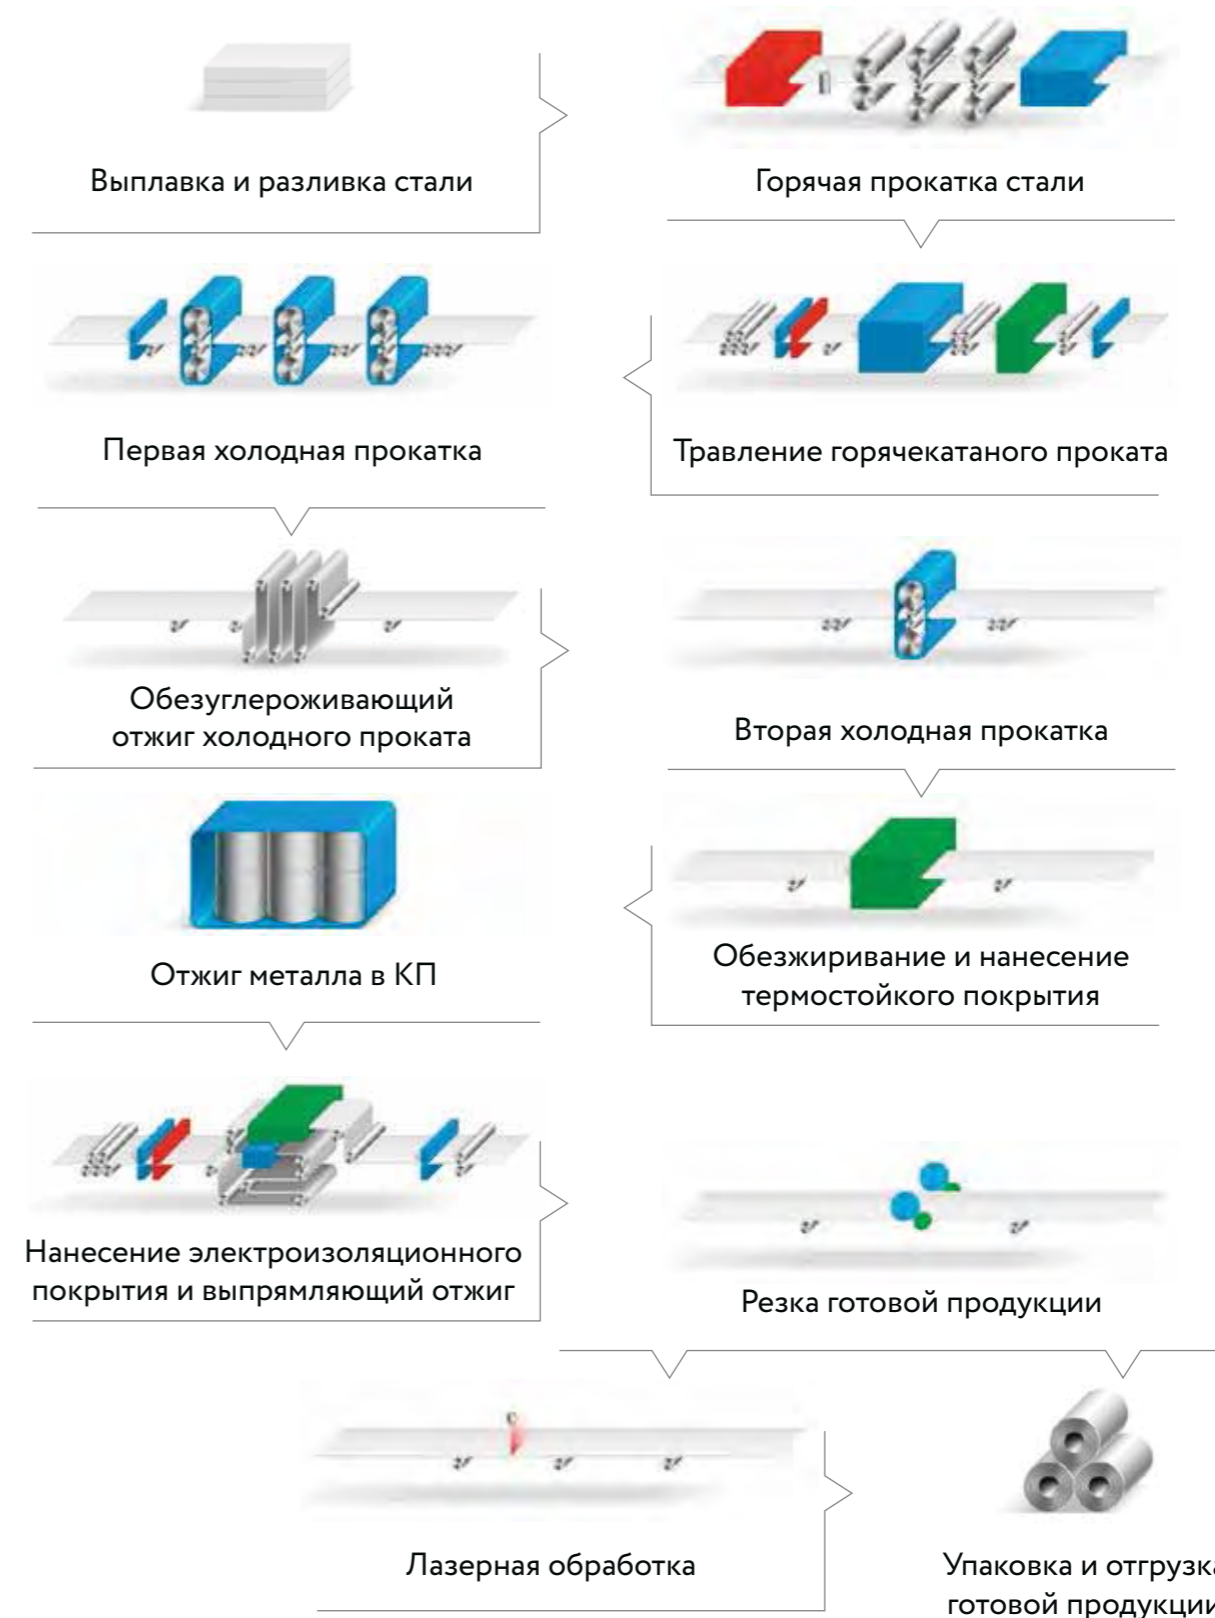 Выплавка и разливка стали
Горячая прокатка стали
Первая холодная прокатка
Травление горячекатаного проката
Обезуглероживающий
отжиг холодного проката
Вторая холодная прокатка
Отжиг металла в КП
Обезжиривание и нанесение
термостойкого покрытия
Нанесение электроизоляционного
покрытия и выпрямляющий отжиг
Резка готовой продукции
Лазерная обработка
Упаковка и отгрузка
готовой продукции